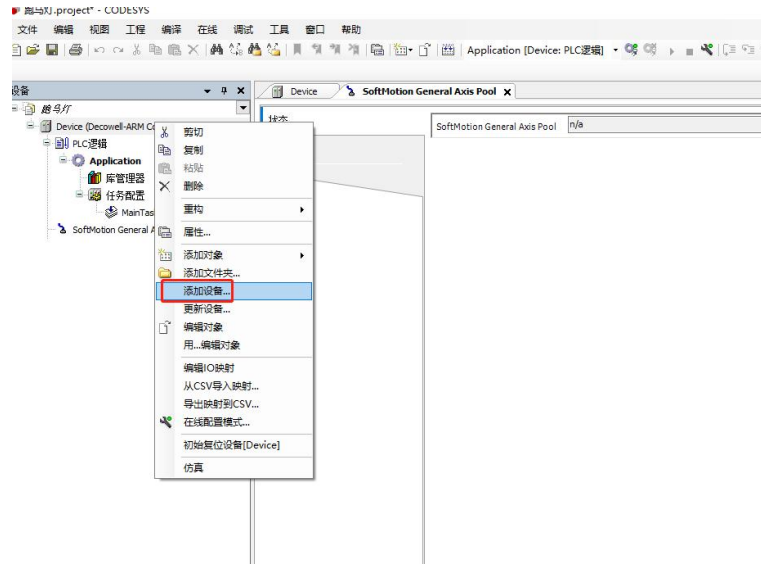 跑马灯.project* - CODESYS
文件 编辑 视图 工程 编译 在线 调试 工具 窗口 帮助
Application [Device: PLC逻辑]
设备
Device
SoftMotion General Axis Pool
跑马灯
Device (Decowell-ARM Co
PLC逻辑
Application
库管理器
任务配置
MainTas
SoftMotion General A
剪切
复制
粘贴
删除
重构
属性...
添加对象
添加文件夹...
添加设备...
更新设备...
编辑对象
用...编辑对象
编辑IO映射
从CSV导入映射...
导出映射到CSV...
在线配置模式...
初始复位设备[Device]
仿真
状态
SoftMotion General Axis Pool
n/a